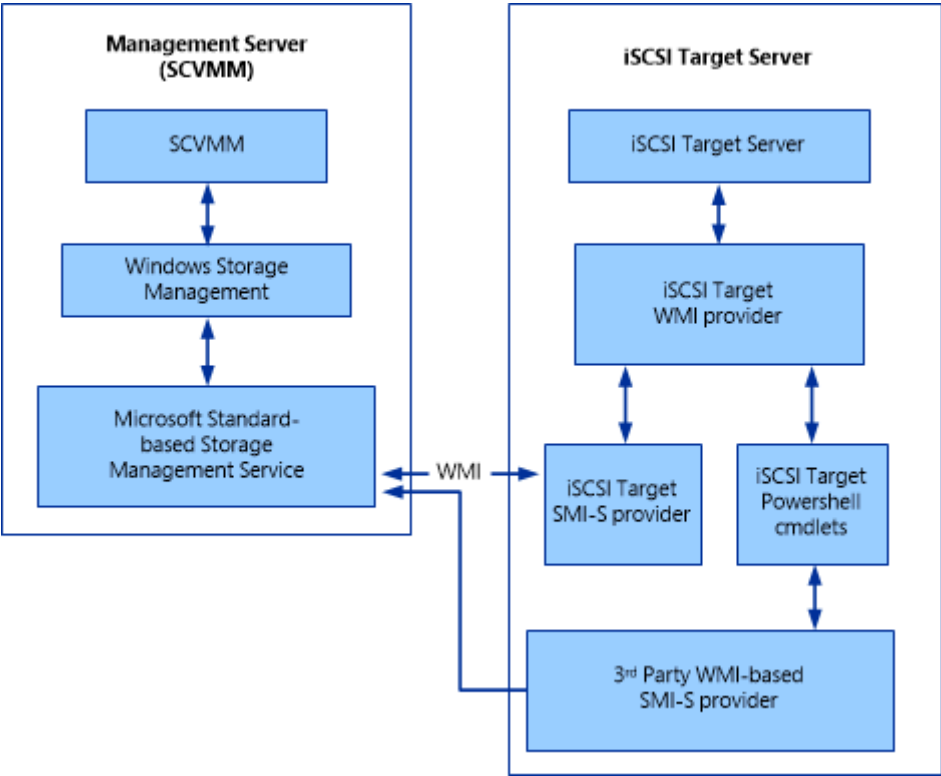 Management Server
(SCVMM)
SCVMM
Windows Storage
Management
Microsoft Standard-
based Storage
Management Service
WMI
iSCSI Target Server
iSCSI Target Server
iSCSI Target
WMI provider
iSCSI Target
SMI-S provider
iSCSI Target
Powershell
cmdlets
3rd Party WMI-based
SMI-S provider